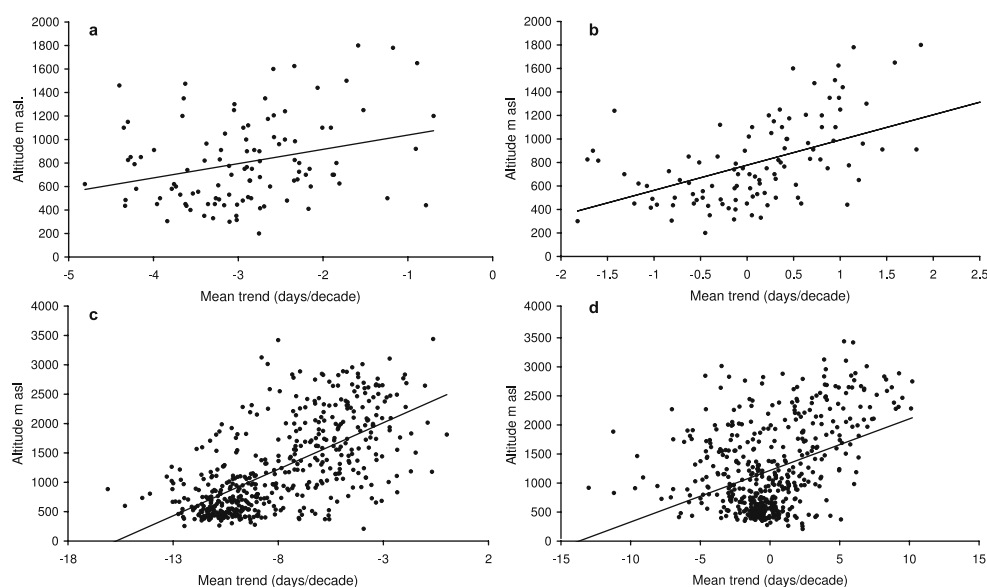 a
2000
1800
1600
1400
1200
1000
800
600
400
200
0
Altitude m asl.
-5 -4 -3 -2 -1 0
Mean trend (days/decade)
b
2000
1800
1600
1400
1200
1000
800
600
400
200
0
Altitude m asl
-2 -1.5 -1 -0.5 0 0.5 1 1.5 2 2.5
Mean trend (days/decade)
c
4000
3500
3000
2500
2000
1500
1000
500
0
Altitude m asl
-18 -13 -8 -3 2
Mean trend (days/decade)
d
4000
3500
3000
2500
2000
1500
1000
500
0
Altitude m asl
-15 -10 -5 0 5 10 15
Mean trend (days/decade)